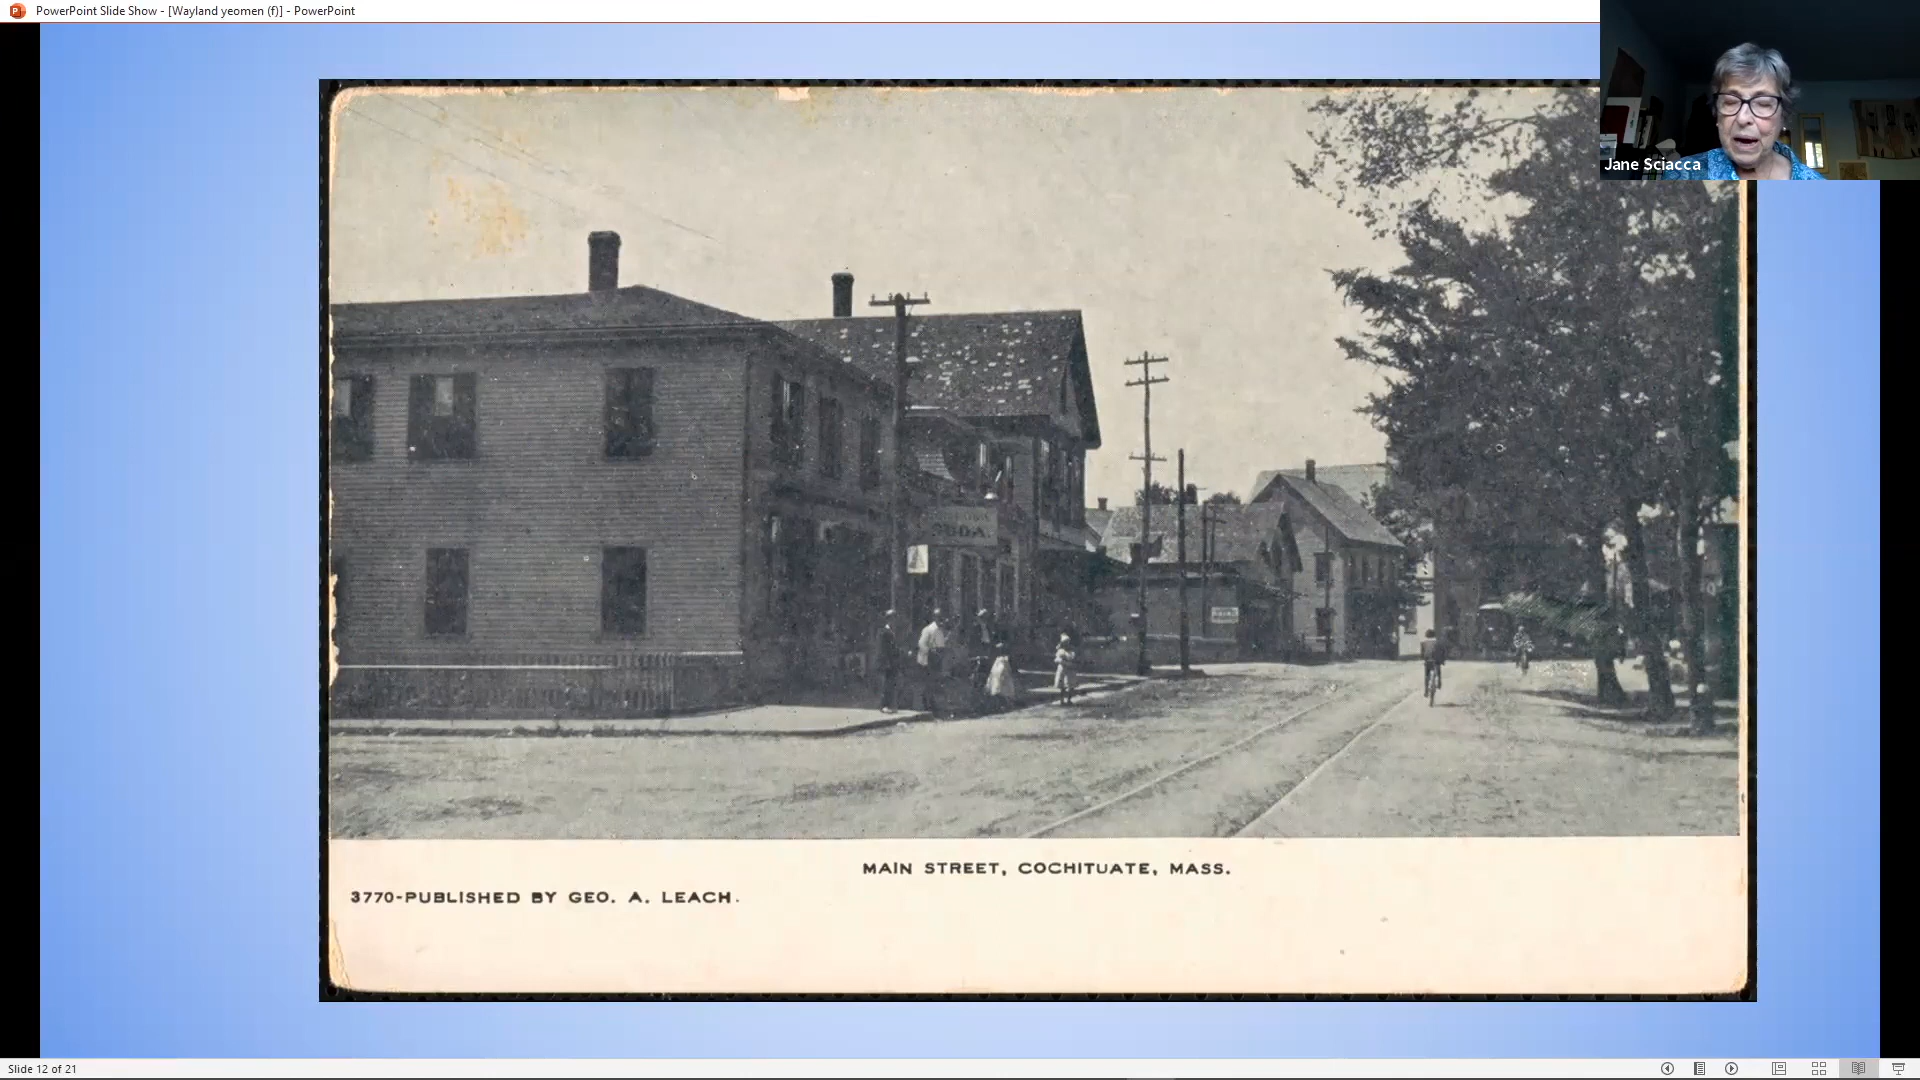 PowerPoint Slide Show - [Wayland yeomen (f)] - PowerPoint
Jane Sciacca
SODA
MAIN STREET, COCHITUATE, MASS.
3770-PUBLISHED BY GEO. A. LEACH.
Slide 12 of 21